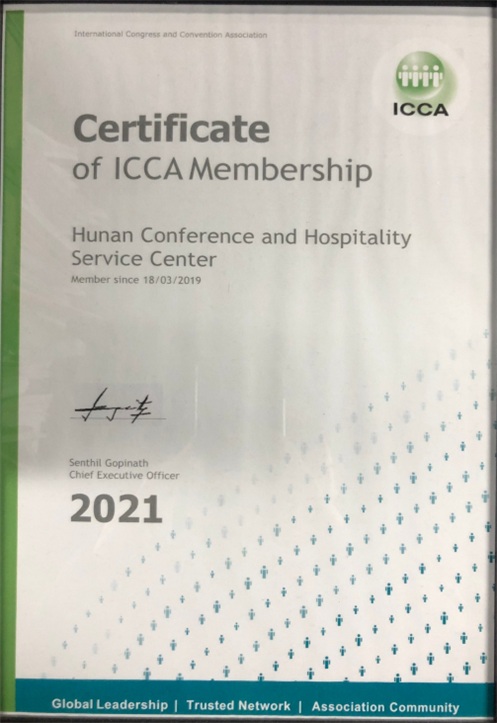 International Congress and Convention Association
ICCA
Certificate
of ICCA Membership
Hunan Conference and Hospitality
Service Center
Member since 18/03/2019
Senthil Gopinath
Chief Executive Officer
2021
Global Leadership | Trusted Network | Association Community